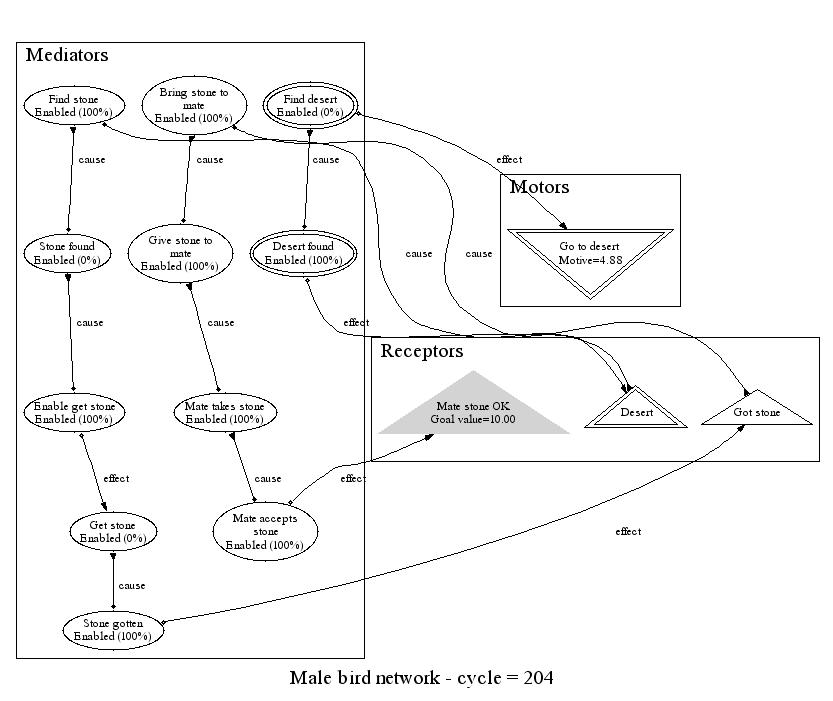 Mediators
Find stone
Enabled (100%)
Bring stone to
mate
Enabled (100%)
Find desert
Enabled (0%)
cause
cause
cause
effect
Motors
Go to desert
Motive=4.88
Stone found
Enabled (0%)
Give stone to
mate
Enabled (100%)
Desert found
Enabled (100%)
cause
cause
cause
cause
effect
Receptors
Mate stone OK
Goal value=10.00
Desert
Got stone
Enable get stone
Enabled (100%)
Mate takes stone
Enabled (100%)
effect
cause
effect
Get stone
Enabled (0%)
Mate accepts
stone
Enabled (100%)
effect
cause
Stone gotten
Enabled (100%)
Male bird network - cycle = 204